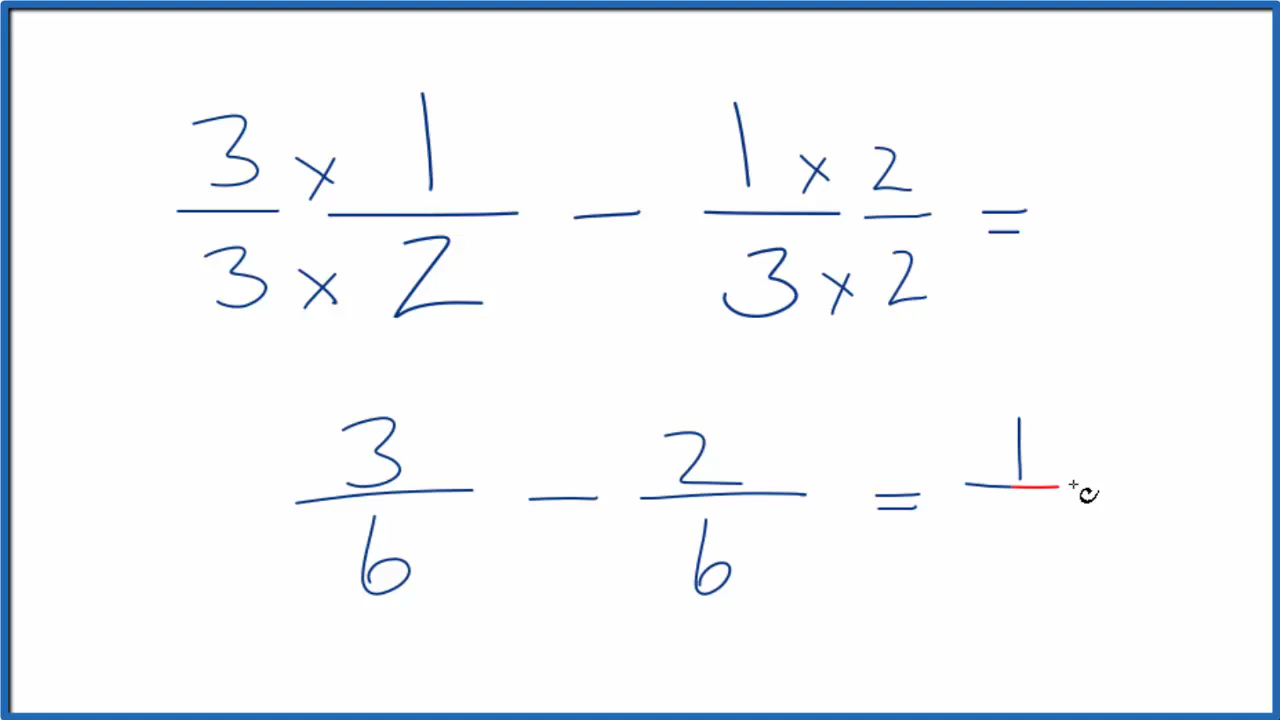 3 × 1 / 3 × 2 − 1 × 2 / 3 × 2 =
3/6 − 2/6 = 1/